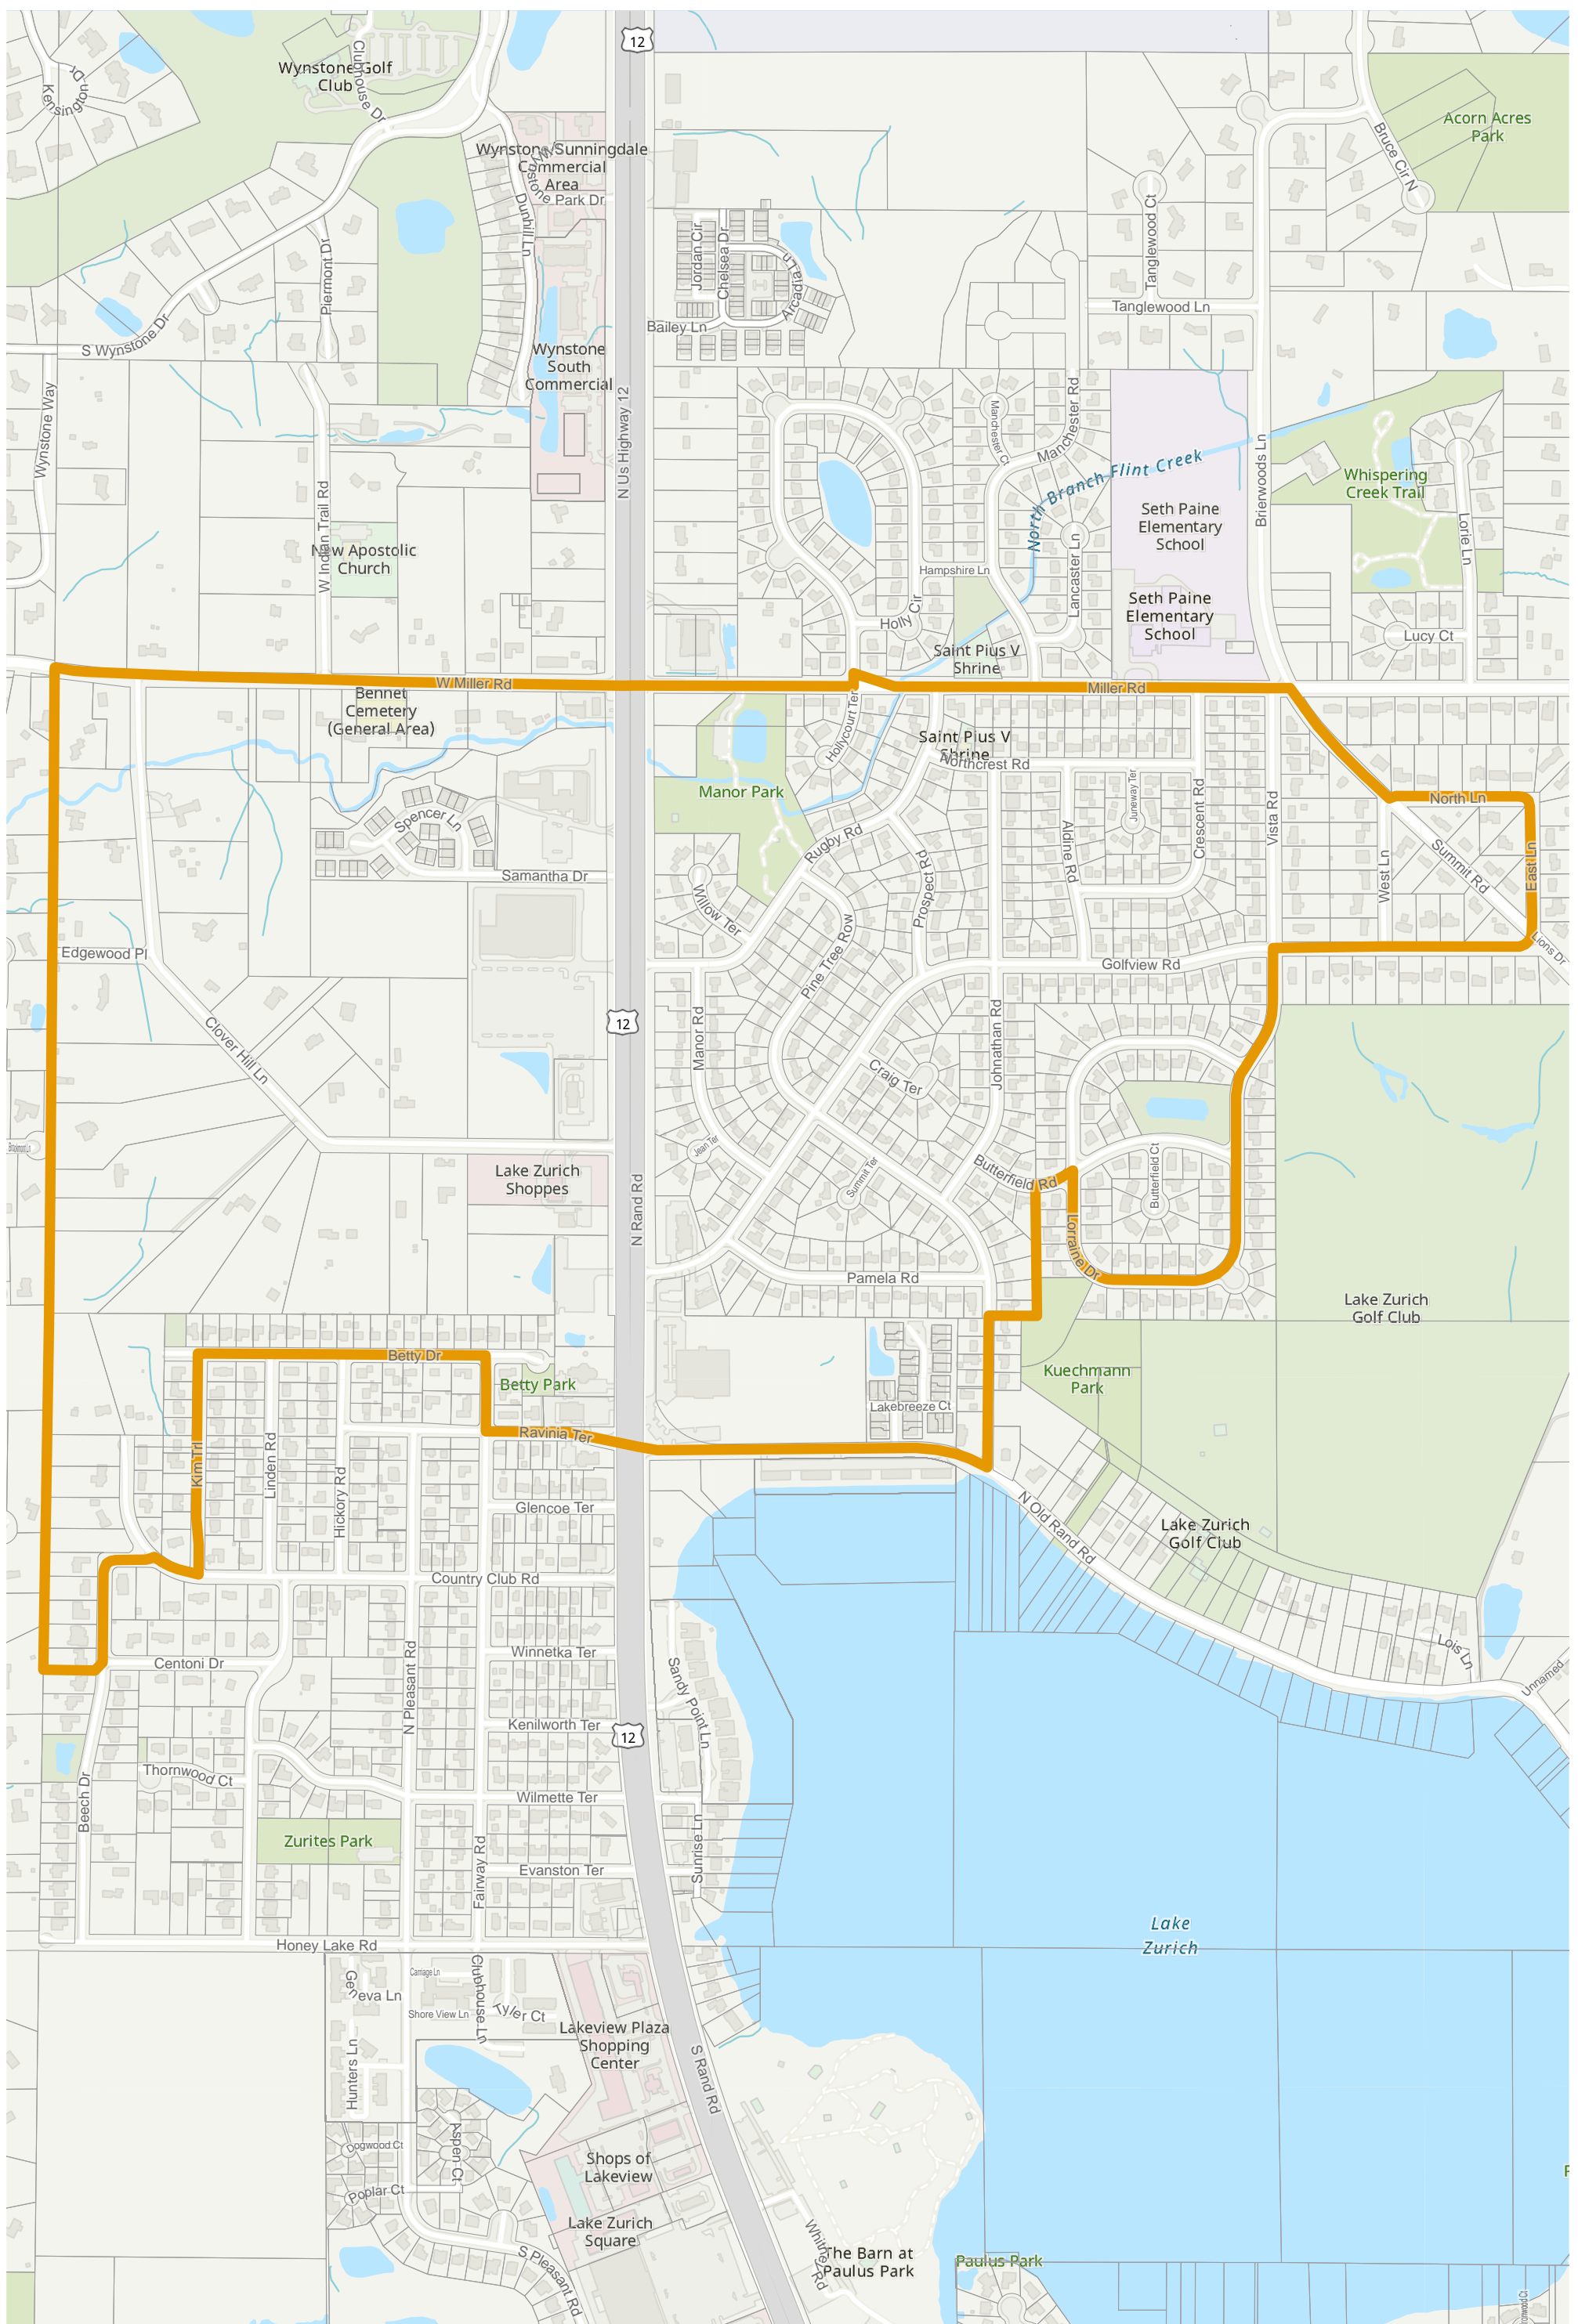 12
Wynstone Golf
Club
Clubhouse Dr
Kensington Dr
Acorn Acres
Park
Bruce Cir N
Wynstone Sunningdale
Commercial
Area
Wynstone
Park Dr
Dunhill Ln
Tanglewood Ct
Jordan Cir
Chelsea Dr
Arcadia Ln
Piermont Dr
Tanglewood Ln
Bailey Ln
S Wynstone Dr
Wynstone
South
Commercial
Wynstone Way
N Us Highway 12
Manchester Ct
Manchester Rd
North Branch Flint Creek
Brierwoods Ln
Whispering
Creek Trail
Seth Paine
Elementary
School
Lorie Ln
W Indian Trail Rd
New Apostolic
Church
Hampshire Ln
Lancaster Ln
Holly Cir
Seth Paine
Elementary
School
Lucy Ct
Saint Pius V
Shrine
W Miller Rd
Miller Rd
Bennet
Cemetery
(General Area)
Hollycourt Ter
Saint Pius V
Shrine
Northcrest Rd
Manor Park
Juneway Ter
Crescent Rd
Vista Rd
North Ln
Spencer Ln
Rugby Rd
Aldine Rd
Summit Rd
East Ln
West Ln
Samantha Dr
Willow Ter
Prospect Rd
Pine Tree Row
Edgewood Pl
Golfview Rd
Lions Dr
12
Clover Hill Ln
Manor Rd
Johnathan Rd
Craig Ter
Jean Ter
Summit Ter
Butterfield Rd
Butterfield Ct
Lake Zurich
Shoppes
N Rand Rd
Lorraine Dr
Pamela Rd
Lake Zurich
Golf Club
Betty Dr
Betty Park
Kuechmann
Park
Lakebreeze Ct
Ravinia Ter
Kim Trl
Linden Rd
Hickory Rd
Glencoe Ter
N Old Rand Rd
Lake Zurich
Golf Club
Country Club Rd
Centoni Dr
N Pleasant Rd
Winnetka Ter
Sandy Point Ln
Lois Ln
Unnamed
Kenilworth Ter
12
Thornwood Ct
Beech Dr
Wilmette Ter
Zurites Park
Fairway Rd
Evanston Ter
Sunrise Ln
Lake
Zurich
Honey Lake Rd
Geneva Ln
Carriage Ln
Clubhouse Ln
Shore View Ln
Tyler Ct
Hunters Ln
Lakeview Plaza
Shopping
Center
S Rand Rd
Dogwood Ct
Aspen Ct
Shops of
Lakeview
Poplar Ct
Lake Zurich
Square
S Pleasant Rd
Whitney Rd
The Barn at
Paulus Park
Paulus Park